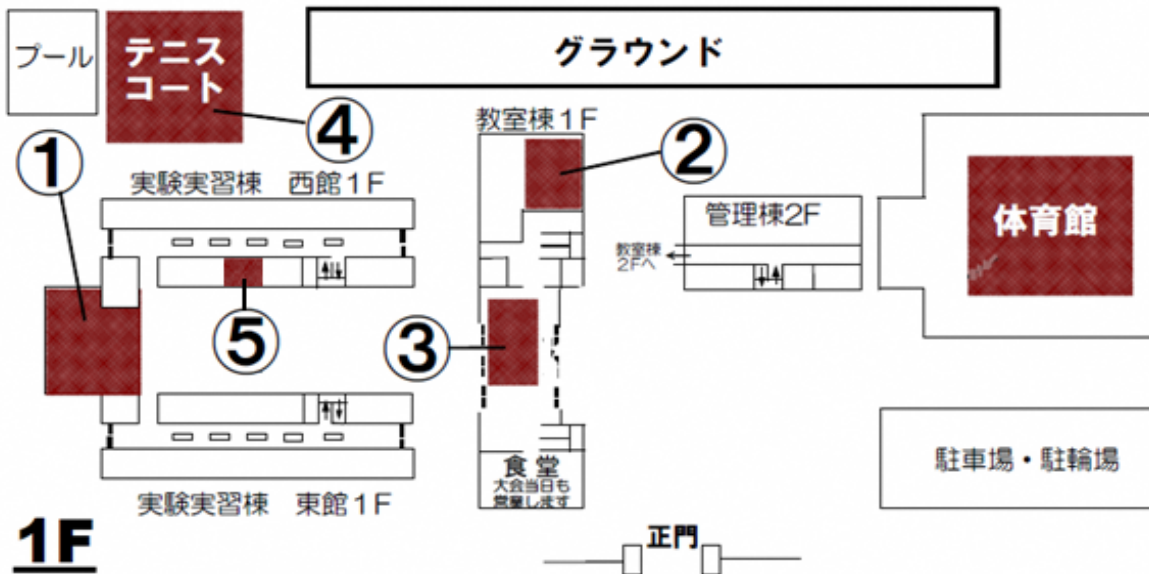 プール
テニス
コート
グラウンド
④
教室棟1F
②
①
実験実習棟 西館1F
管理棟2F
体育館
教室棟
2Fへ
⑤
③
食堂
大会当日も
営業します
駐車場・駐輪場
実験実習棟 東館1F
1F
正門